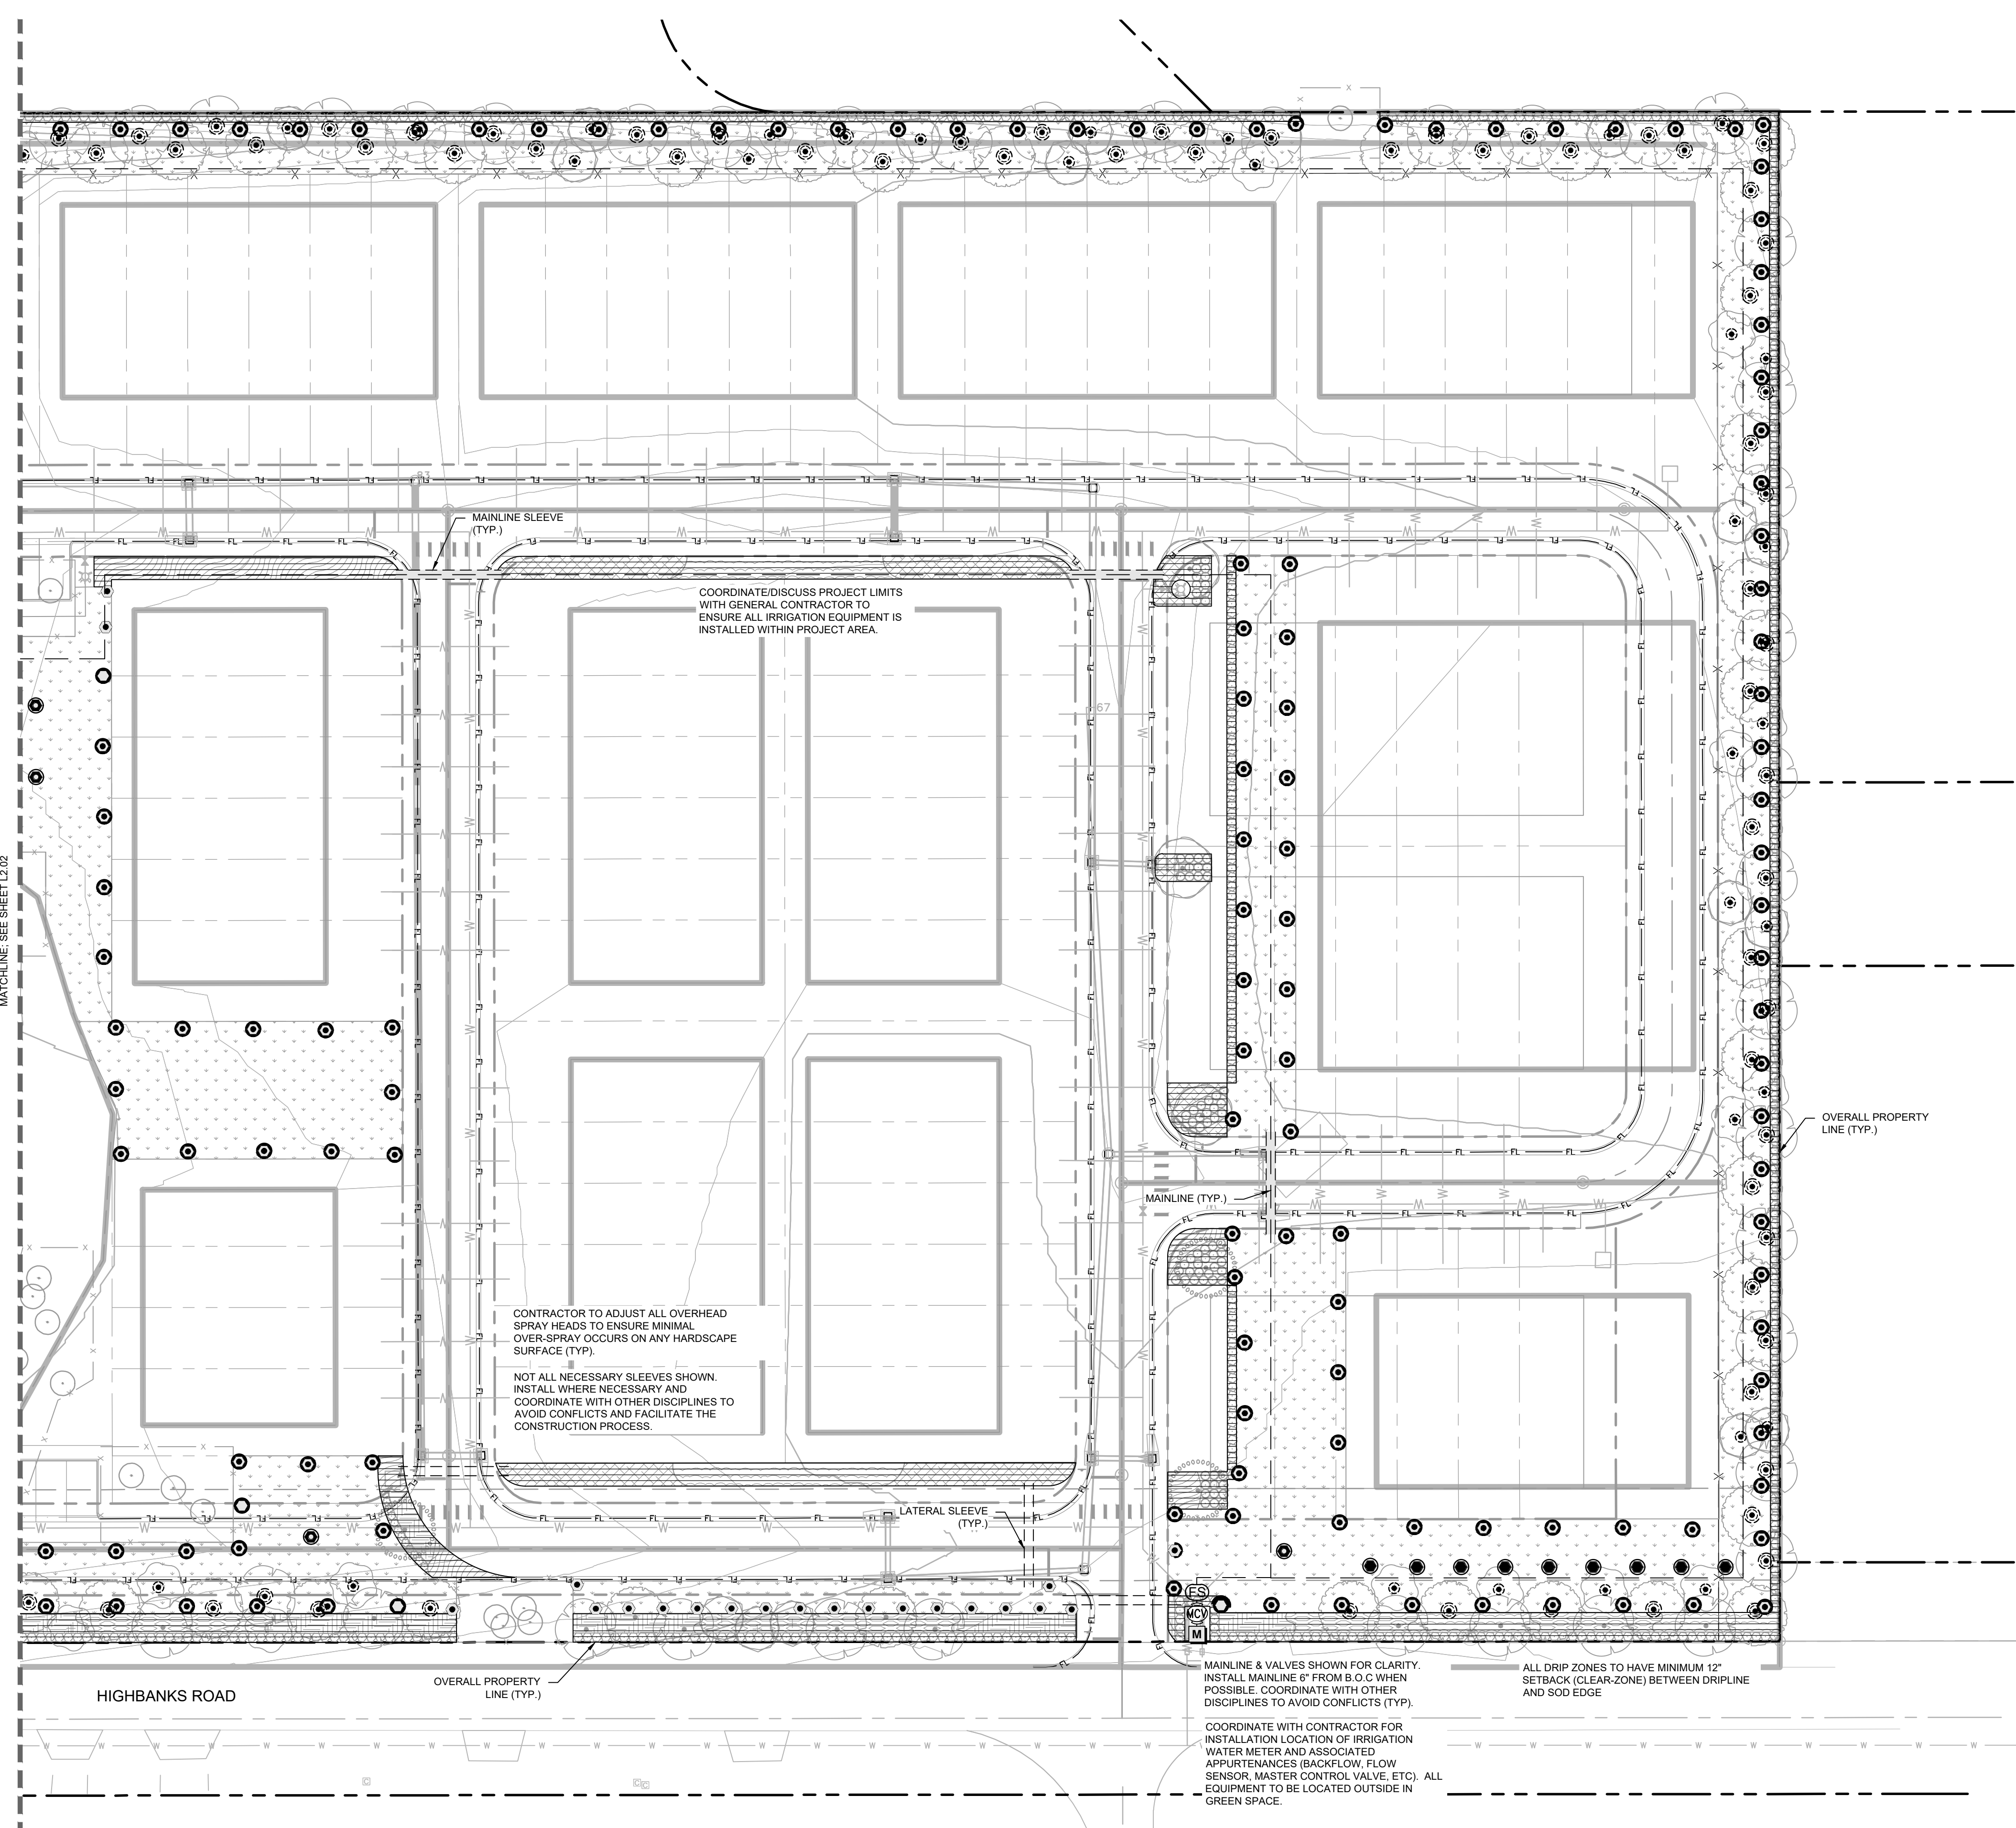 83
MAINLINE SLEEVE
(TYP.)
COORDINATE/DISCUSS PROJECT LIMITS
WITH GENERAL CONTRACTOR TO
ENSURE ALL IRRIGATION EQUIPMENT IS
INSTALLED WITHIN PROJECT AREA.
67
MATCHLINE; SEE SHEET L2.02
OVERALL PROPERTY
LINE (TYP.)
MAINLINE (TYP.)
CONTRACTOR TO ADJUST ALL OVERHEAD
SPRAY HEADS TO ENSURE MINIMAL
OVER-SPRAY OCCURS ON ANY HARDSCAPE
SURFACE (TYP).
NOT ALL NECESSARY SLEEVES SHOWN.
INSTALL WHERE NECESSARY AND
COORDINATE WITH OTHER DISCIPLINES TO
AVOID CONFLICTS AND FACILITATE THE
CONSTRUCTION PROCESS.
LATERAL SLEEVE
(TYP.)
FS
MCV
M
OVERALL PROPERTY
LINE (TYP.)
HIGHBANKS ROAD
MAINLINE & VALVES SHOWN FOR CLARITY.
INSTALL MAINLINE 6" FROM B.O.C WHEN
POSSIBLE. COORDINATE WITH OTHER
DISCIPLINES TO AVOID CONFLICTS (TYP).
ALL DRIP ZONES TO HAVE MINIMUM 12"
SETBACK (CLEAR-ZONE) BETWEEN DRIPLINE
AND SOD EDGE
COORDINATE WITH CONTRACTOR FOR
INSTALLATION LOCATION OF IRRIGATION
WATER METER AND ASSOCIATED
APPURTENANCES (BACKFLOW, FLOW
SENSOR, MASTER CONTROL VALVE, ETC).  ALL
EQUIPMENT TO BE LOCATED OUTSIDE IN
GREEN SPACE.